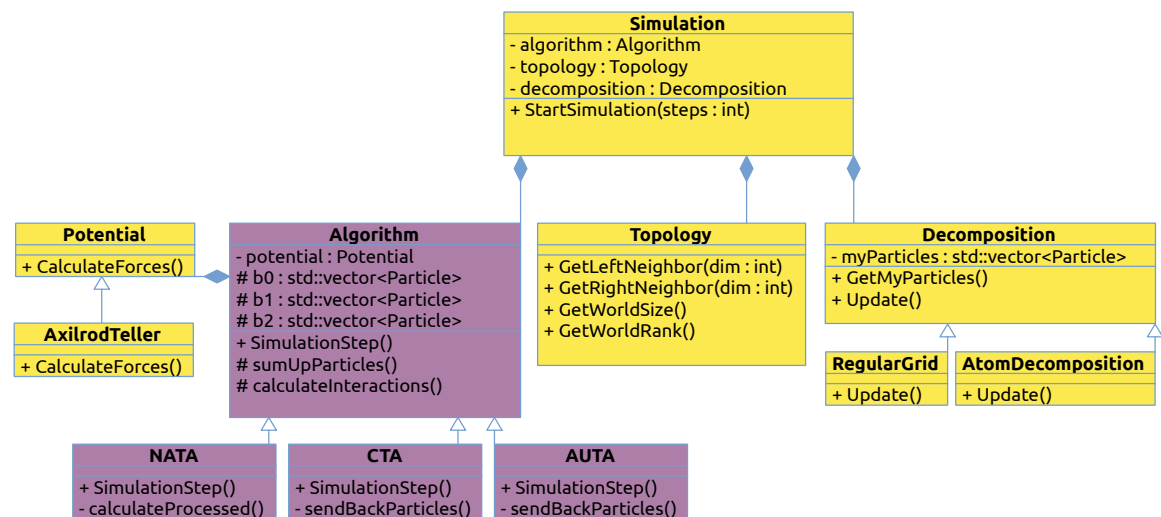 Simulation
- algorithm : Algorithm
- topology : Topology
- decomposition : Decomposition
+ StartSimulation(steps : int)
Potential
+ CalculateForces()
AxilrodTeller
+ CalculateForces()
Algorithm
- potential : Potential
# b0 : std::vector<Particle>
# b1 : std::vector<Particle>
# b2 : std::vector<Particle>
+ SimulationStep()
# sumUpParticles()
# calculateInteractions()
Topology
+ GetLeftNeighbor(dim : int)
+ GetRightNeighbor(dim : int)
+ GetWorldSize()
+ GetWorldRank()
Decomposition
- myParticles : std::vector<Particle>
+ GetMyParticles()
+ Update()
RegularGrid
+ Update()
AtomDecomposition
+ Update()
NATA
+ SimulationStep()
- calculateProcessed()
CTA
+ SimulationStep()
- sendBackParticles()
AUTA
+ SimulationStep()
- sendBackParticles()